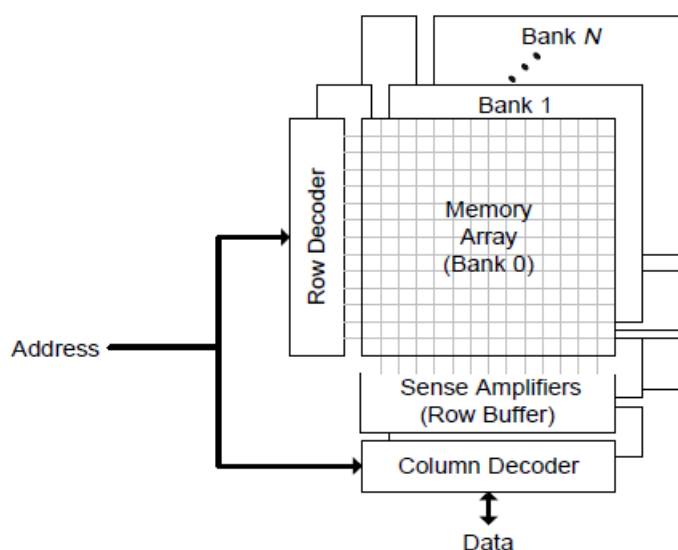 Bank N
Bank 1
Row Decoder
Memory
Array
(Bank 0)
Address
Sense Amplifiers
(Row Buffer)
Column Decoder
Data